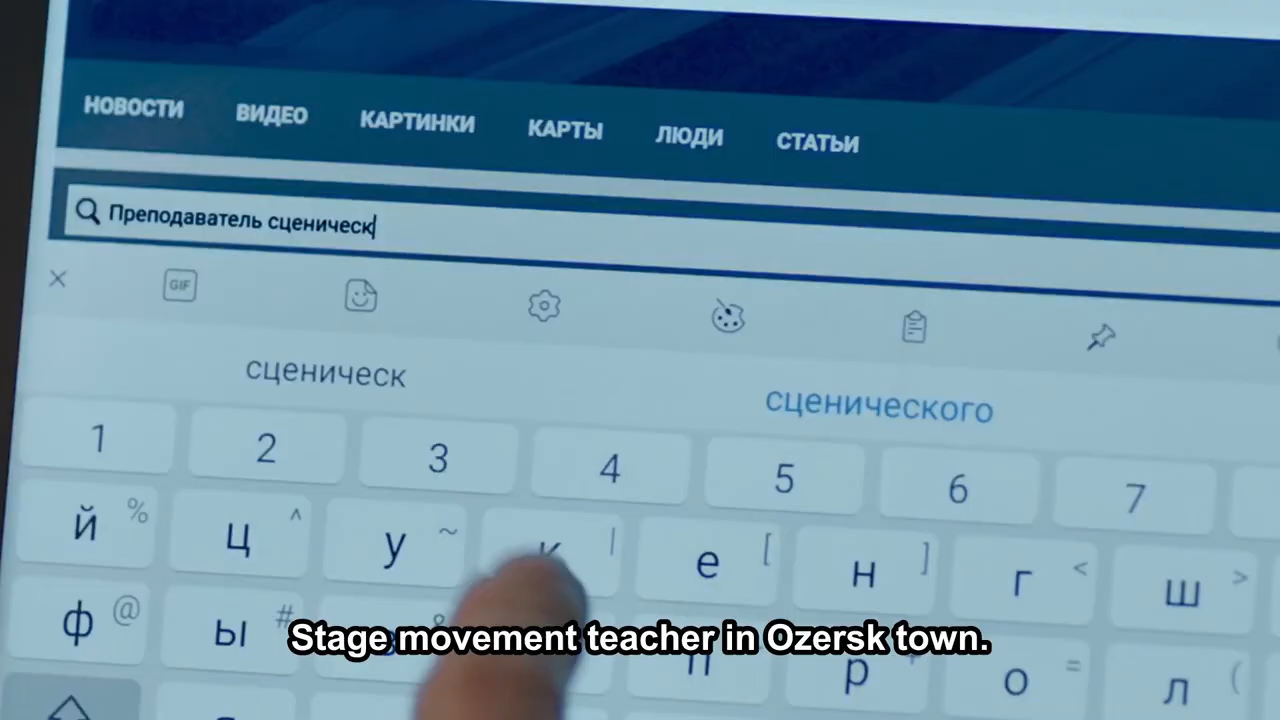 НОВОСТИ ВИДЕО КАРТИНКИ КАРТЫ ЛЮДИ СТАТЬИ
Преподаватель сценическ
GIF
сценическ сценического
1 2 3 4 5 6 7
й % ц ^ у ~ к | е [ н ] г < ш >
ф @ ы # в & п р о = л (
Stage movement teacher in Ozersk town.